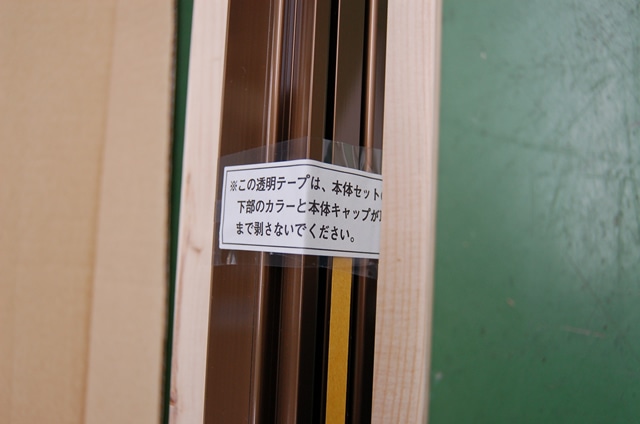 ※この透明テープは、本体セット
下部のカラーと本体キャップが
まで剥さないでください。